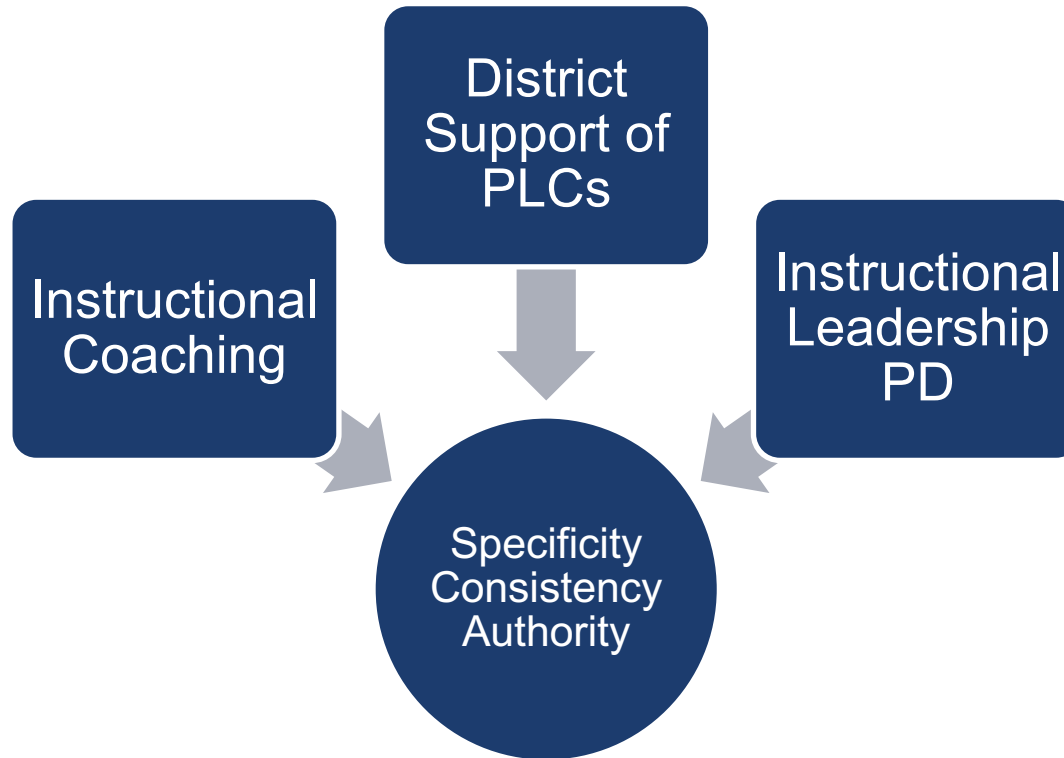 District
Support of
PLCs
Instructional
Coaching
Instructional
Leadership
PD
Specificity
Consistency
Authority